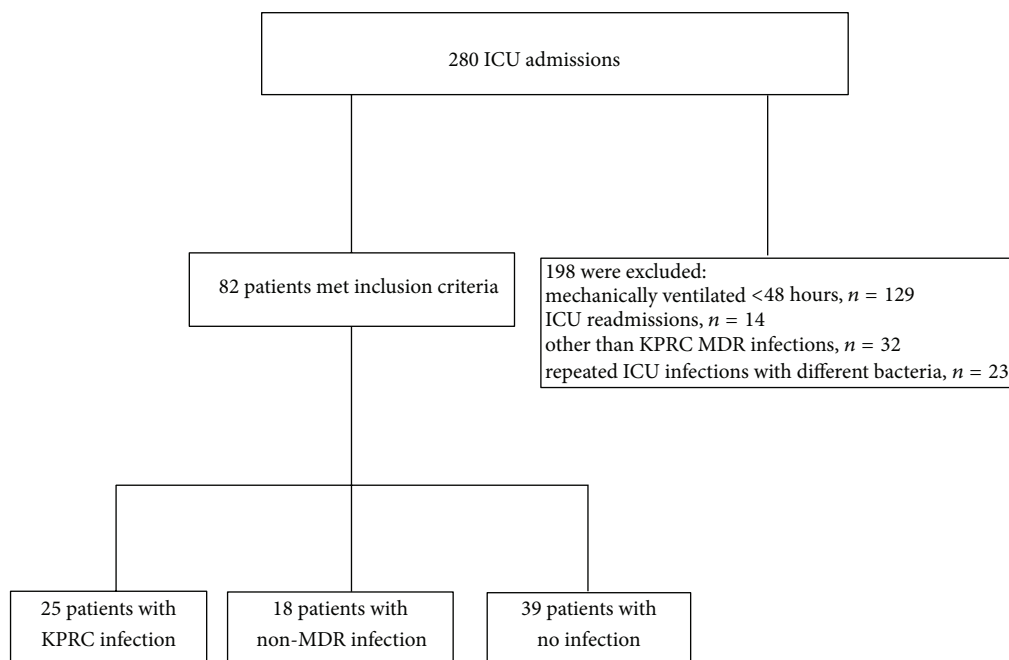 280 ICU admissions
82 patients met inclusion criteria
198 were excluded:
mechanically ventilated <48 hours, n = 129
ICU readmissions, n = 14
other than KPRC MDR infections, n = 32
repeated ICU infections with different bacteria, n = 23
25 patients with
KPRC infection
18 patients with
non-MDR infection
39 patients with
no infection